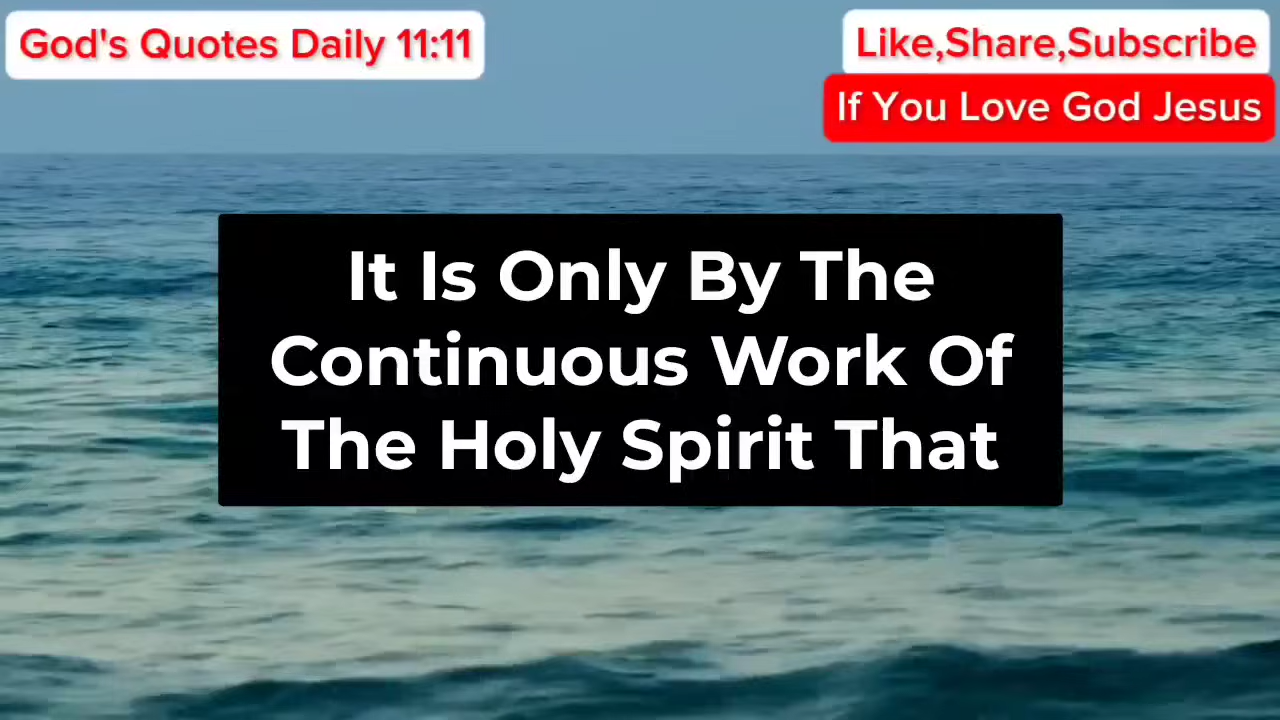 God's Quotes Daily 11:11
Like,Share,Subscribe
If You Love God Jesus
It Is Only By The
Continuous Work Of
The Holy Spirit That